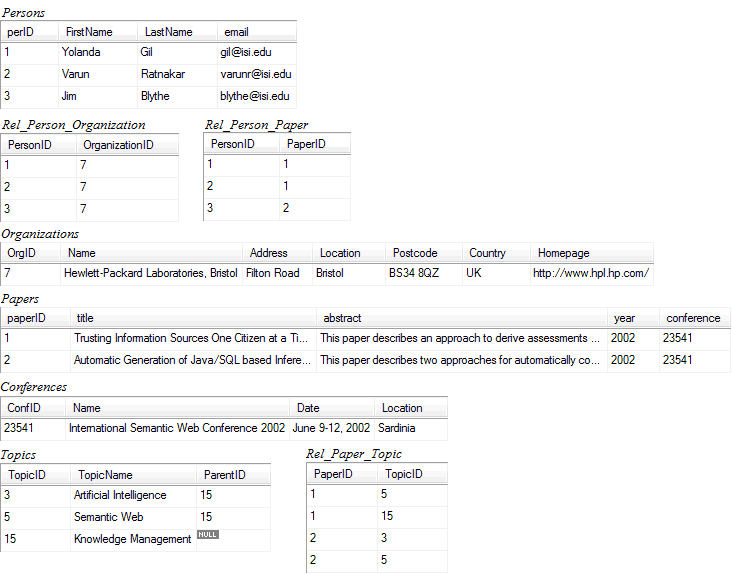 Persons
perID FirstName LastName email
1 Yolanda Gil gil@isi.edu
2 Varun Ratnakar varunr@isi.edu
3 Jim Blythe blythe@isi.edu
Rel_Person_Organization
PersonID OrganizationID
1 7
2 7
3 7
Rel_Person_Paper
PersonID PaperID
1 1
2 1
3 2
Organizations
OrgID Name Address Location Postcode Country Homepage
7 Hewlett-Packard Laboratories, Bristol Filton Road Bristol BS34 8QZ UK http://www.hpl.hp.com/
Papers
paperID title abstract year conference
1 Trusting Information Sources One Citizen at a Ti... This paper describes an approach to derive assessments ... 2002 23541
2 Automatic Generation of Java/SQL based Infere... This paper describes two approaches for automatically co... 2002 23541
Conferences
ConfID Name Date Location
23541 International Semantic Web Conference 2002 June 9-12, 2002 Sardinia
Topics
TopicID TopicName ParentID
3 Artificial Intelligence 15
5 Semantic Web 15
15 Knowledge Management NULL
Rel_Paper_Topic
PaperID TopicID
1 5
1 15
2 3
2 5